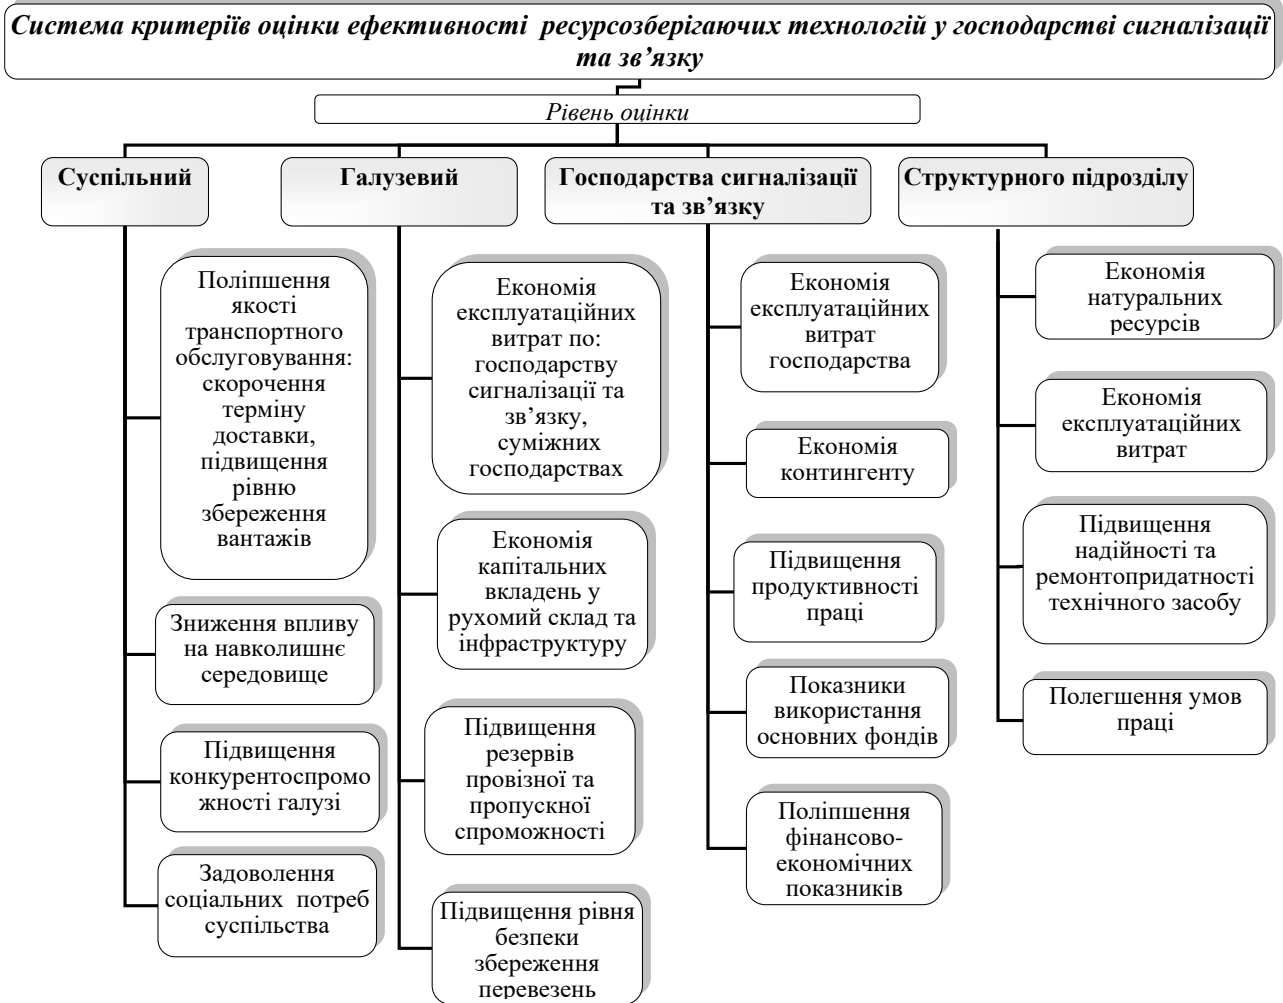 Система критеріїв оцінки ефективності ресурсозберігаючих технологій у господарстві сигналізації
та зв’язку
Рівень оцінки
Суспільний
Поліпшення
якості
транспортного
обслуговування:
скорочення
терміну
доставки,
підвищення
рівню
збереження
вантажів
Зниження впливу
на навколишнє
середовище
Підвищення
конкурентоспромо
жності галузі
Задоволення
соціальних потреб
суспільства
Галузевий
Економія
експлуатаційних
витрат по:
господарству
сигналізації та
зв’язку,
суміжних
господарствах
Економія
капітальних
вкладень у
рухомий склад та
інфраструктуру
Підвищення
резервів
провізної та
пропускної
спроможності
Підвищення рівня
безпеки
збереження
перевезень
Господарства сигналізації
та зв’язку
Економія
експлуатаційних
витрат
господарства
Економія
контингенту
Підвищення
продуктивності
праці
Показники
використання
основних фондів
Поліпшення
фінансово-
економічних
показників
Структурного підрозділу
Економія
натуральних
ресурсів
Економія
експлуатаційних
витрат
Підвищення
надійності та
ремонтопридатності
технічного засобу
Полегшення умов
праці